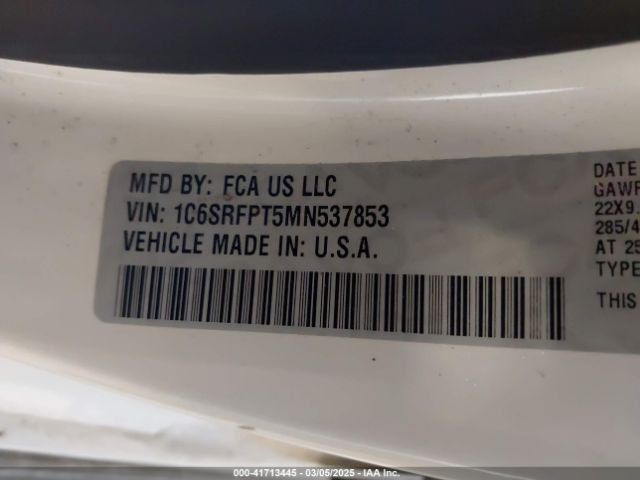 MFD BY: FCA US LLC
VIN: 1C6SRFPT5MN537853
VEHICLE MADE IN: U.S.A.
DATE
GAWR
22X9.
285/4
AT 25
TYPE
THIS
000-41713445 - 03/05/2025 - IAA Inc.